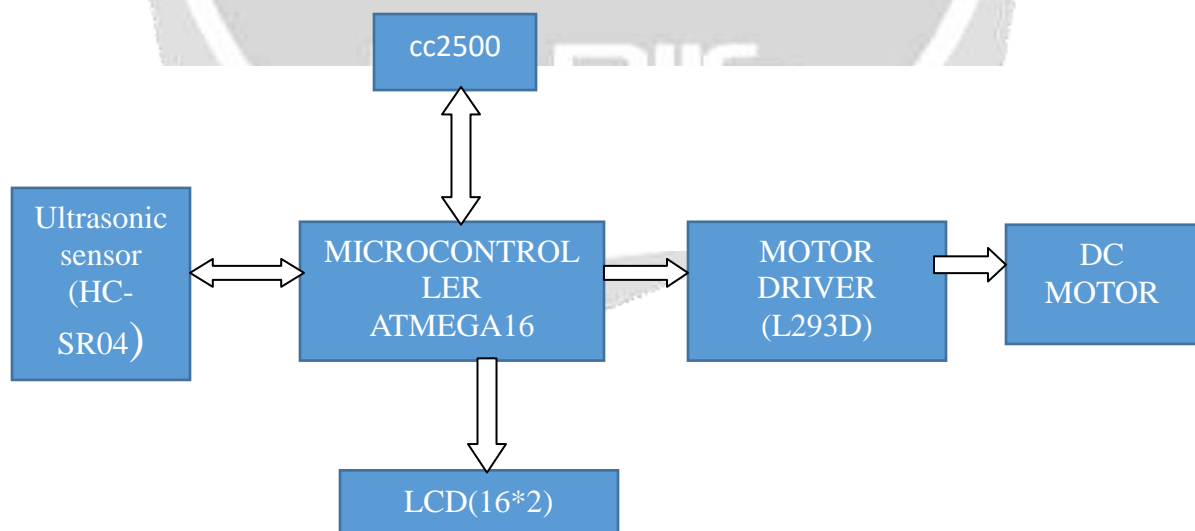 cc2500
Ultrasonic
sensor
(HC-
SR04)
MICROCONTROL
LER
ATMEGA16
MOTOR
DRIVER
(L293D)
DC
MOTOR
LCD(16*2)